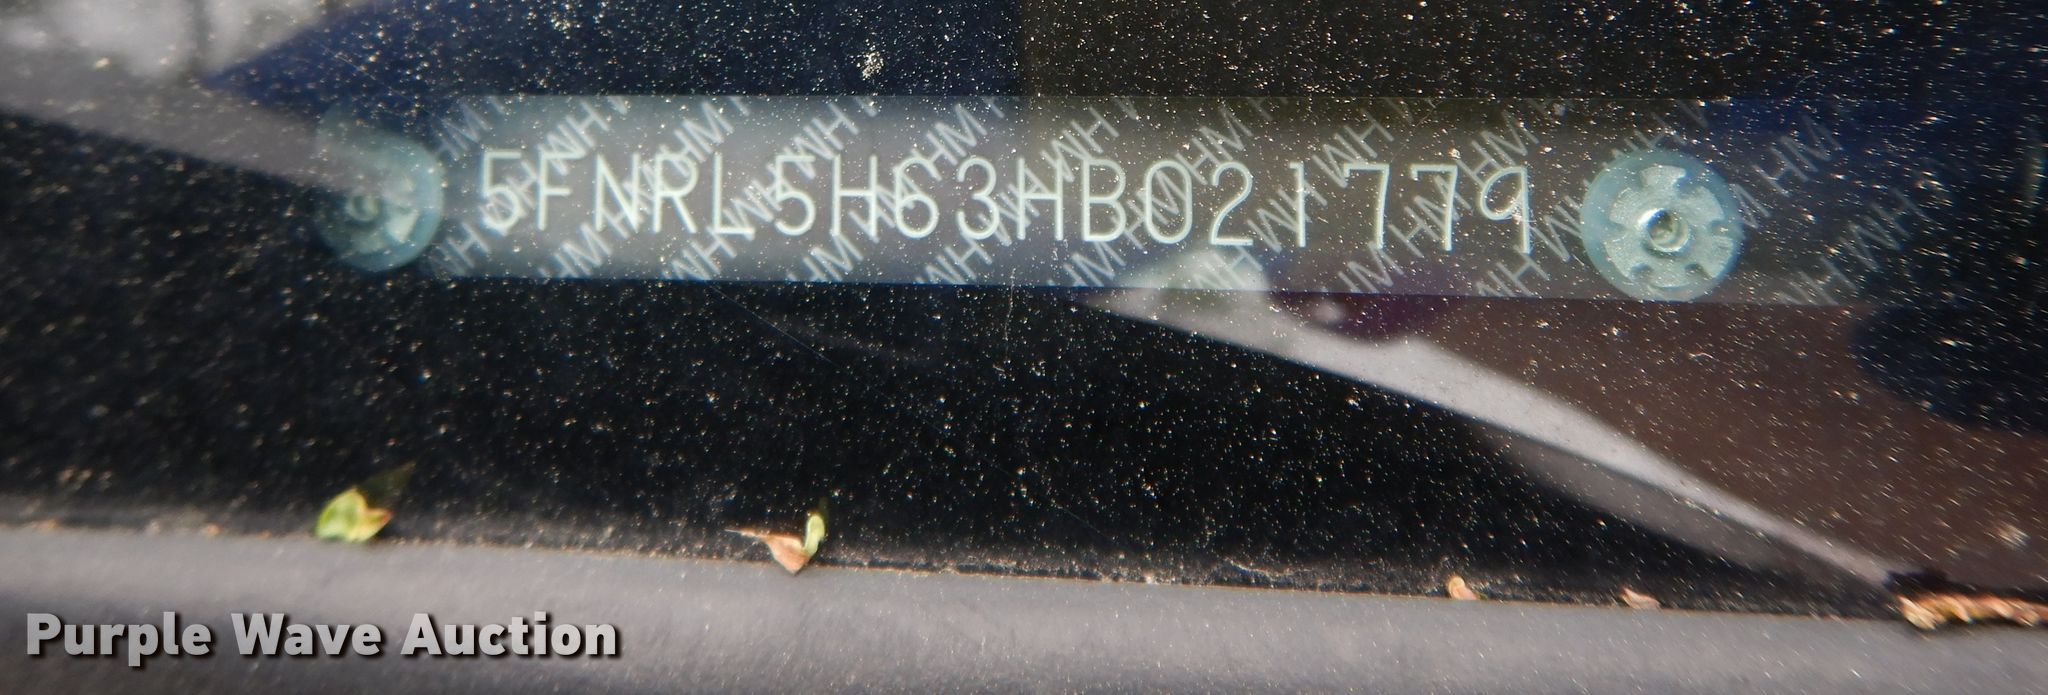 5FNRL5H63HB021779
Purple Wave Auction